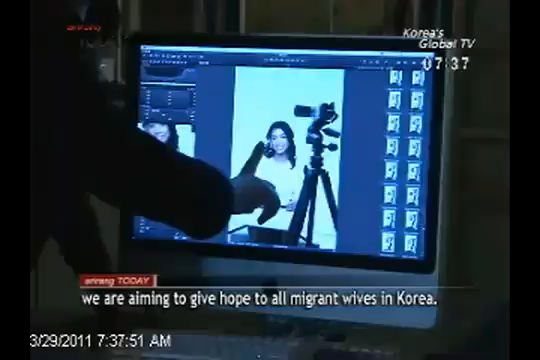 arirang
Korea's
Global TV
07:37
arirang TODAY
we are aiming to give hope to all migrant wives in Korea.
3/29/2011 7:37:51 AM